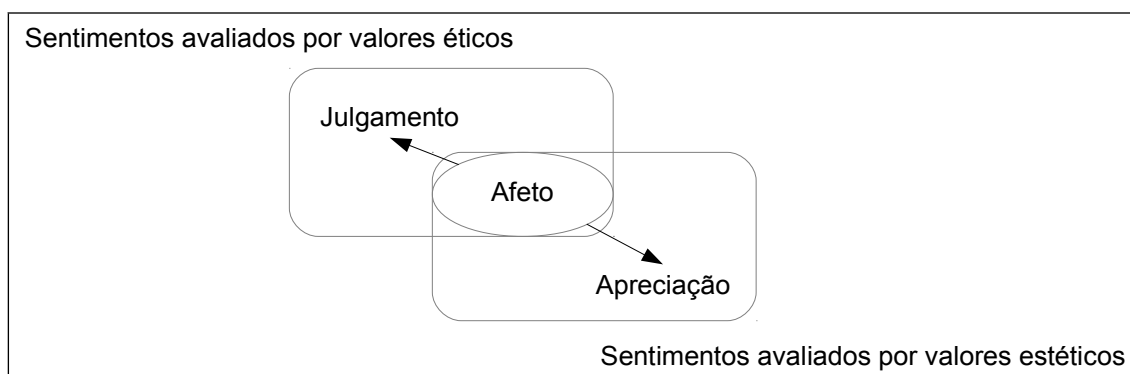 Sentimentos avaliados por valores éticos
Julgamento
Afeto
Apreciação
Sentimentos avaliados por valores estéticos